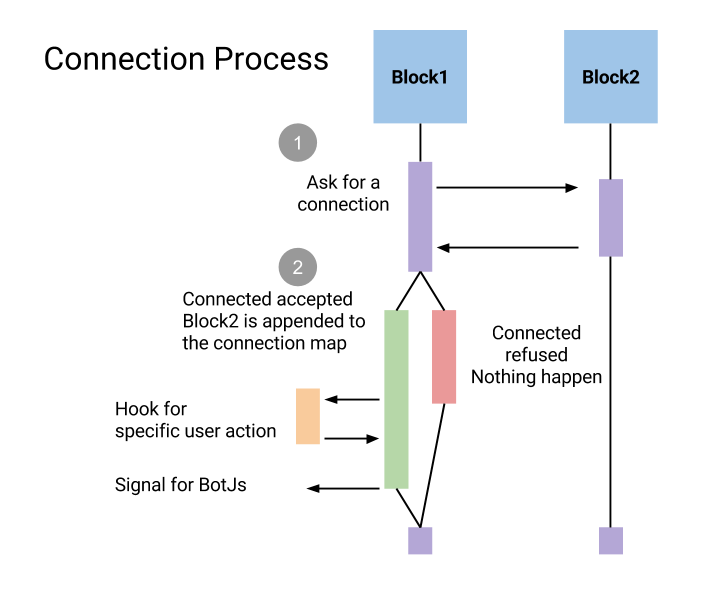 Connection Process
Block1
Block2
1
Ask for a
connection
2
Connected accepted
Block2 is appended to
the connection map
Connected
refused
Nothing happen
Hook for
specific user action
Signal for BotJs